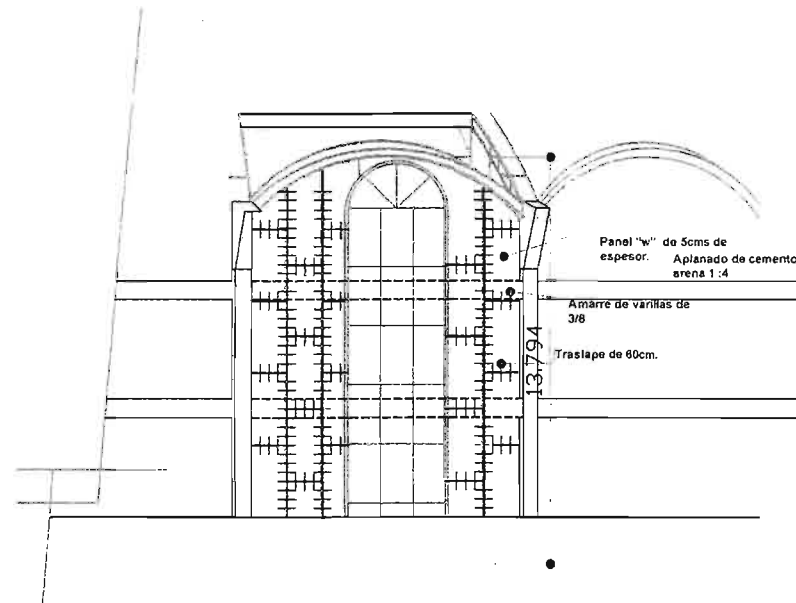 Panel "w" de 5cms de
espesor.
Aplanado de cemento
arena 1:4
Amarre de varillas de
3/8
Traslape de 60cm.
13.794